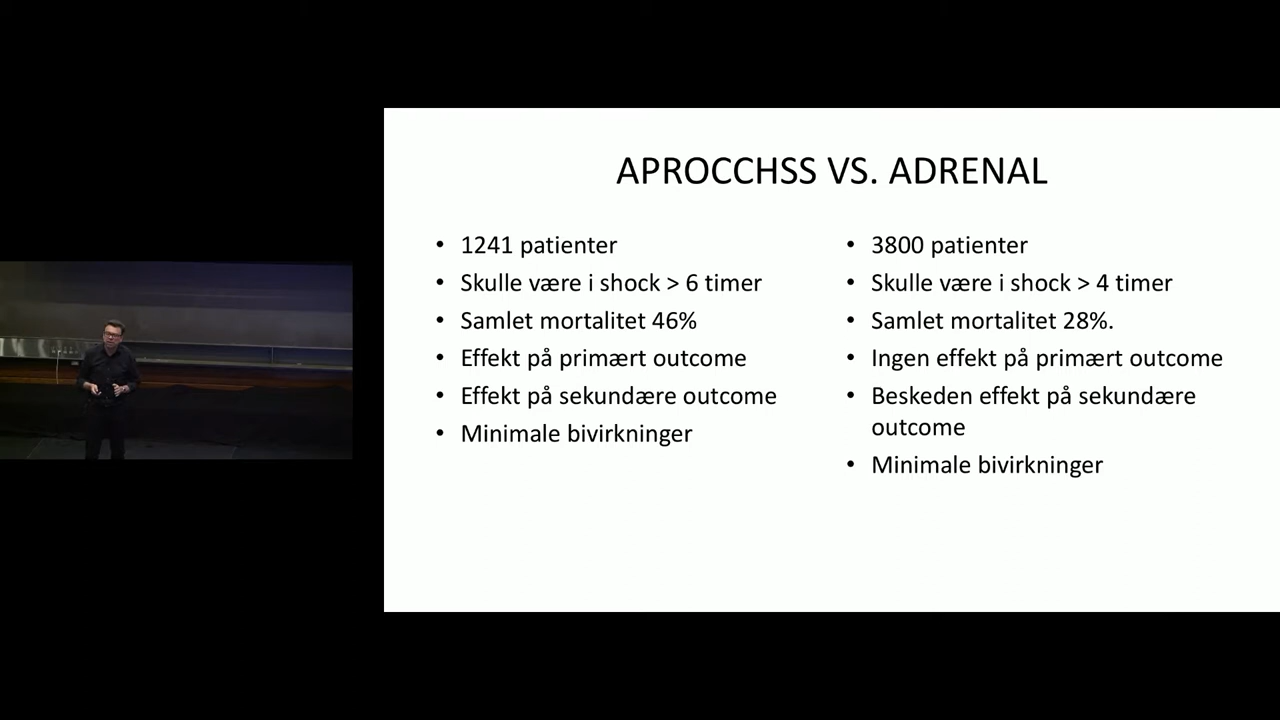 APROCCHSS VS. ADRENAL
• 1241 patienter
• Skulle være i shock > 6 timer
• Samlet mortalitet 46%
• Effekt på primært outcome
• Effekt på sekundære outcome
• Minimale bivirkninger
• 3800 patienter
• Skulle være i shock > 4 timer
• Samlet mortalitet 28%.
• Ingen effekt på primært outcome
• Beskeden effekt på sekundære
outcome
• Minimale bivirkninger